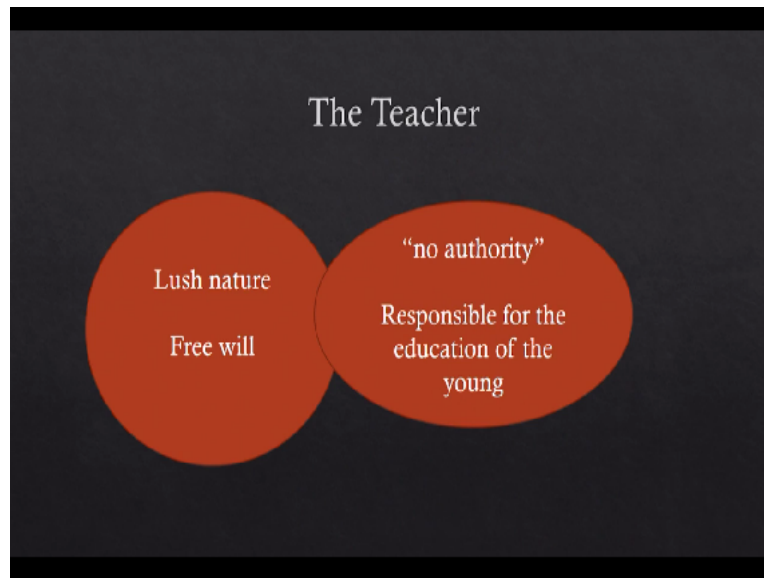 The Teacher
Lush nature
Free will
“no authority”
Responsible for the
education of the
young